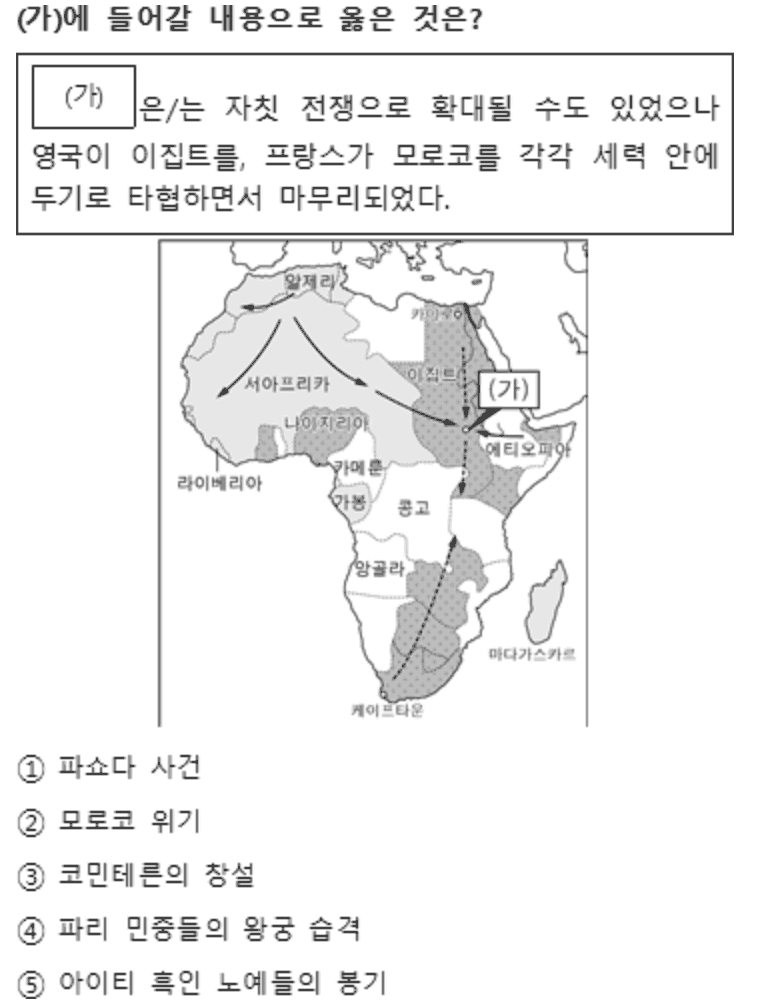 (가)에 들어갈 내용으로 옳은 것은?
(가) 은/는 자칫 전쟁으로 확대될 수도 있었으나
영국이 이집트를, 프랑스가 모로코를 각각 세력 안에
두기로 타협하면서 마무리되었다.
알제리
카이로
이집트
서아프리카
(가)
나이지리아
에티오피아
카메룬
라이베리아
가봉
콩고
앙골라
마다가스카르
케이프타운
① 파쇼다 사건
② 모로코 위기
③ 코민테른의 창설
④ 파리 민중들의 왕궁 습격
⑤ 아이티 흑인 노예들의 봉기